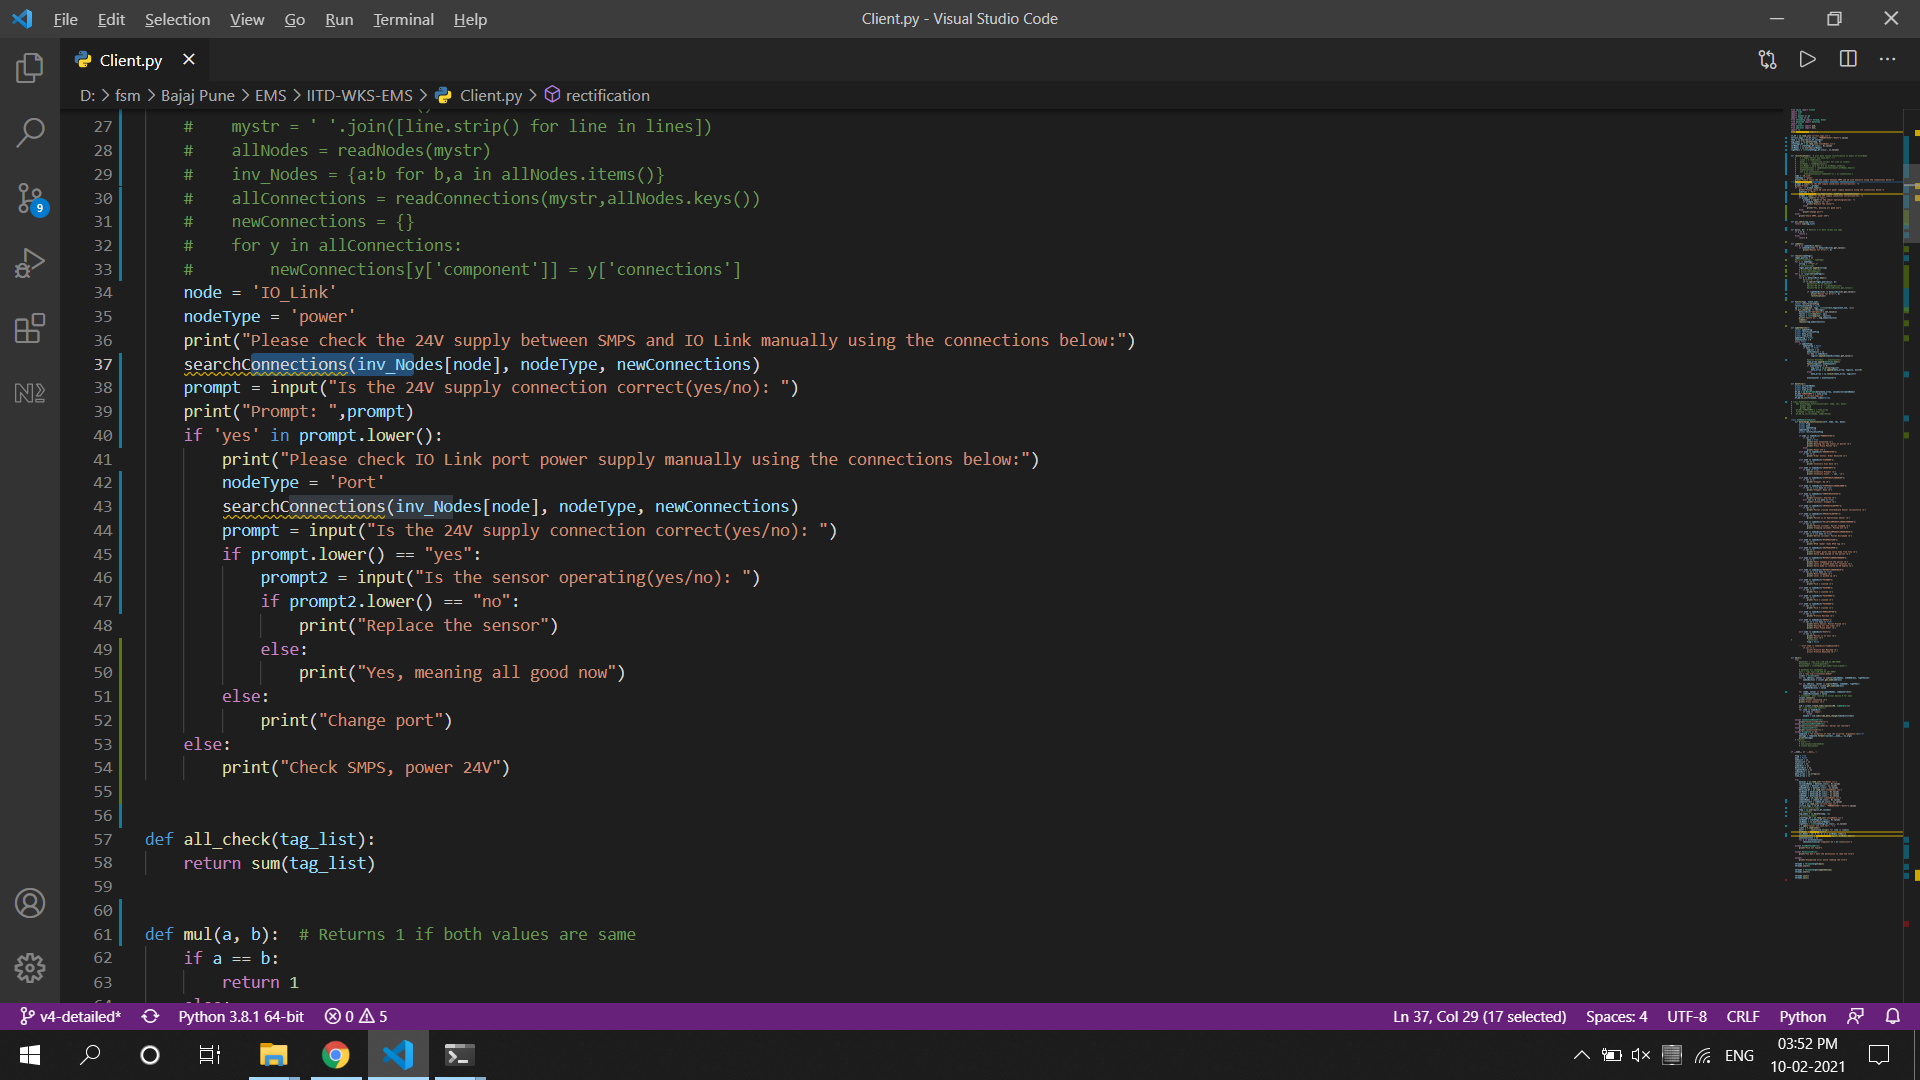 File Edit Selection View Go Run Terminal Help
Client.py - Visual Studio Code
Client.py
D: > fsm > Bajaj Pune > EMS > IITD-WKS-EMS > Client.py > rectification
27 #    mystr = ' '.join([line.strip() for line in lines])
28 #    allNodes = readNodes(mystr)
29 #    inv_Nodes = {a:b for b,a in allNodes.items()}
30 #    allConnections = readConnections(mystr,allNodes.keys())
31 #    newConnections = {}
32 #    for y in allConnections:
33 #        newConnections[y['component']] = y['connections']
34 node = 'IO_Link'
35 nodeType = 'power'
36 print("Please check the 24V supply between SMPS and IO Link manually using the connections below:")
37 searchConnections(inv_Nodes[node], nodeType, newConnections)
38 prompt = input("Is the 24V supply connection correct(yes/no): ")
39 print("Prompt: ",prompt)
40 if 'yes' in prompt.lower():
41 print("Please check IO Link port power supply manually using the connections below:")
42 nodeType = 'Port'
43 searchConnections(inv_Nodes[node], nodeType, newConnections)
44 prompt = input("Is the 24V supply connection correct(yes/no): ")
45 if prompt.lower() == "yes":
46 prompt2 = input("Is the sensor operating(yes/no): ")
47 if prompt2.lower() == "no":
48 print("Replace the sensor")
49 else:
50 print("Yes, meaning all good now")
51 else:
52 print("Change port")
53 else:
54 print("Check SMPS, power 24V")
55
56
57 def all_check(tag_list):
58 return sum(tag_list)
59
60
61 def mul(a, b):  # Returns 1 if both values are same
62 if a == b:
63 return 1
9
v4-detailed* Python 3.8.1 64-bit 0 5
Ln 37, Col 29 (17 selected) Spaces: 4 UTF-8 CRLF Python
ENG
03:52 PM
10-02-2021